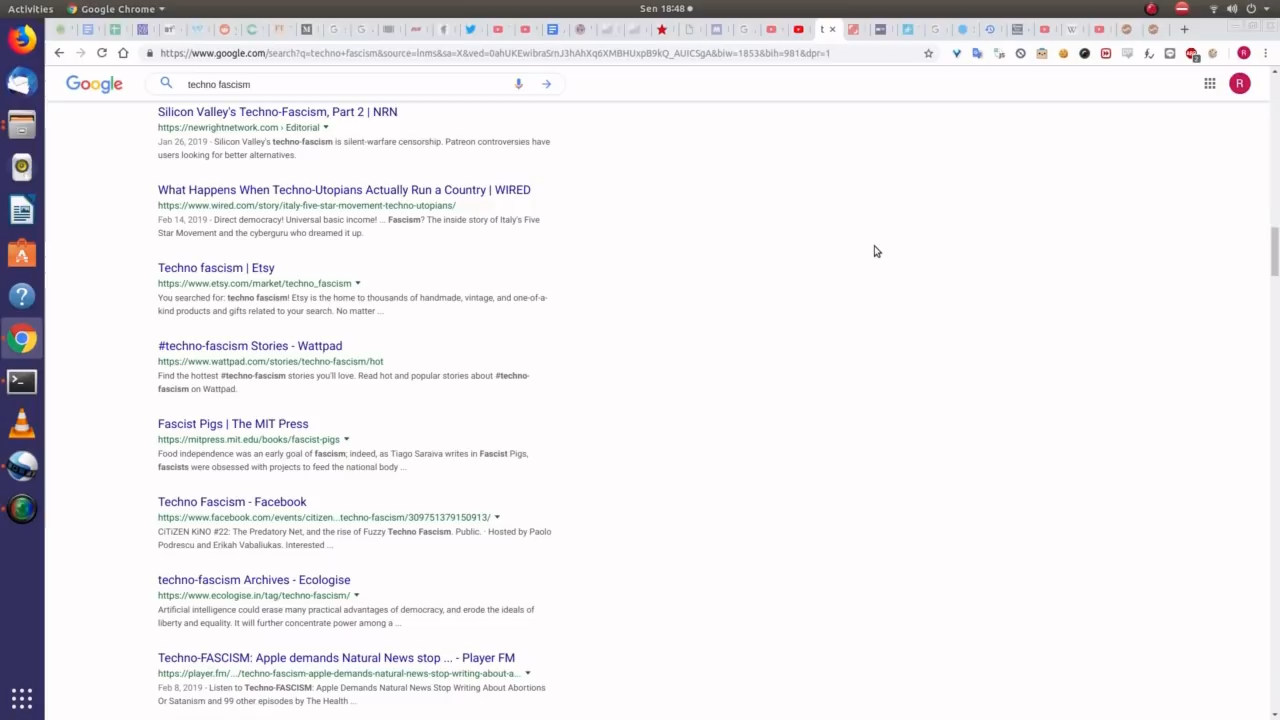 Activities
Google Chrome
Sen 18:48
https://www.google.com/search?q=techno+fascism&source=lnms&sa=X&ved=0ahUKEwibraSrnJ3hAhXq6XMBHUxpB9kQ_AUICSgA&biw=1853&bih=981&dpr=1
R
Google
techno fascism
R
Silicon Valley's Techno-Fascism, Part 2 | NRN
https://newrightnetwork.com › Editorial
Jan 26, 2019 - Silicon Valley's techno-fascism is silent-warfare censorship. Patreon controversies have
users looking for better alternatives.
What Happens When Techno-Utopians Actually Run a Country | WIRED
https://www.wired.com/story/italy-five-star-movement-techno-utopians/
Feb 14, 2019 - Direct democracy! Universal basic income! ... Fascism? The inside story of Italy's Five
Star Movement and the cyberguru who dreamed it up.
Techno fascism | Etsy
https://www.etsy.com/market/techno_fascism
You searched for: techno fascism! Etsy is the home to thousands of handmade, vintage, and one-of-a-
kind products and gifts related to your search. No matter ...
#techno-fascism Stories - Wattpad
https://www.wattpad.com/stories/techno-fascism/hot
Find the hottest #techno-fascism stories you'll love. Read hot and popular stories about #techno-
fascism on Wattpad.
Fascist Pigs | The MIT Press
https://mitpress.mit.edu/books/fascist-pigs
Food independence was an early goal of fascism; indeed, as Tiago Saraiva writes in Fascist Pigs,
fascists were obsessed with projects to feed the national body ...
Techno Fascism - Facebook
https://www.facebook.com/events/citizen...techno-fascism/309751379150913/
CiTiZEN KiNO #22: The Predatory Net, and the rise of Fuzzy Techno Fascism. Public. · Hosted by Paolo
Podrescu and Erikah Vabaliukas. Interested ...
techno-fascism Archives - Ecologise
https://www.ecologise.in/tag/techno-fascism/
Artificial intelligence could erase many practical advantages of democracy, and erode the ideals of
liberty and equality. It will further concentrate power among a ...
Techno-FASCISM: Apple demands Natural News stop ... - Player FM
https://player.fm/.../techno-fascism-apple-demands-natural-news-stop-writing-about-a...
Feb 8, 2019 - Listen to Techno-FASCISM: Apple Demands Natural News Stop Writing About Abortions
Or Satanism and 99 other episodes by The Health ...